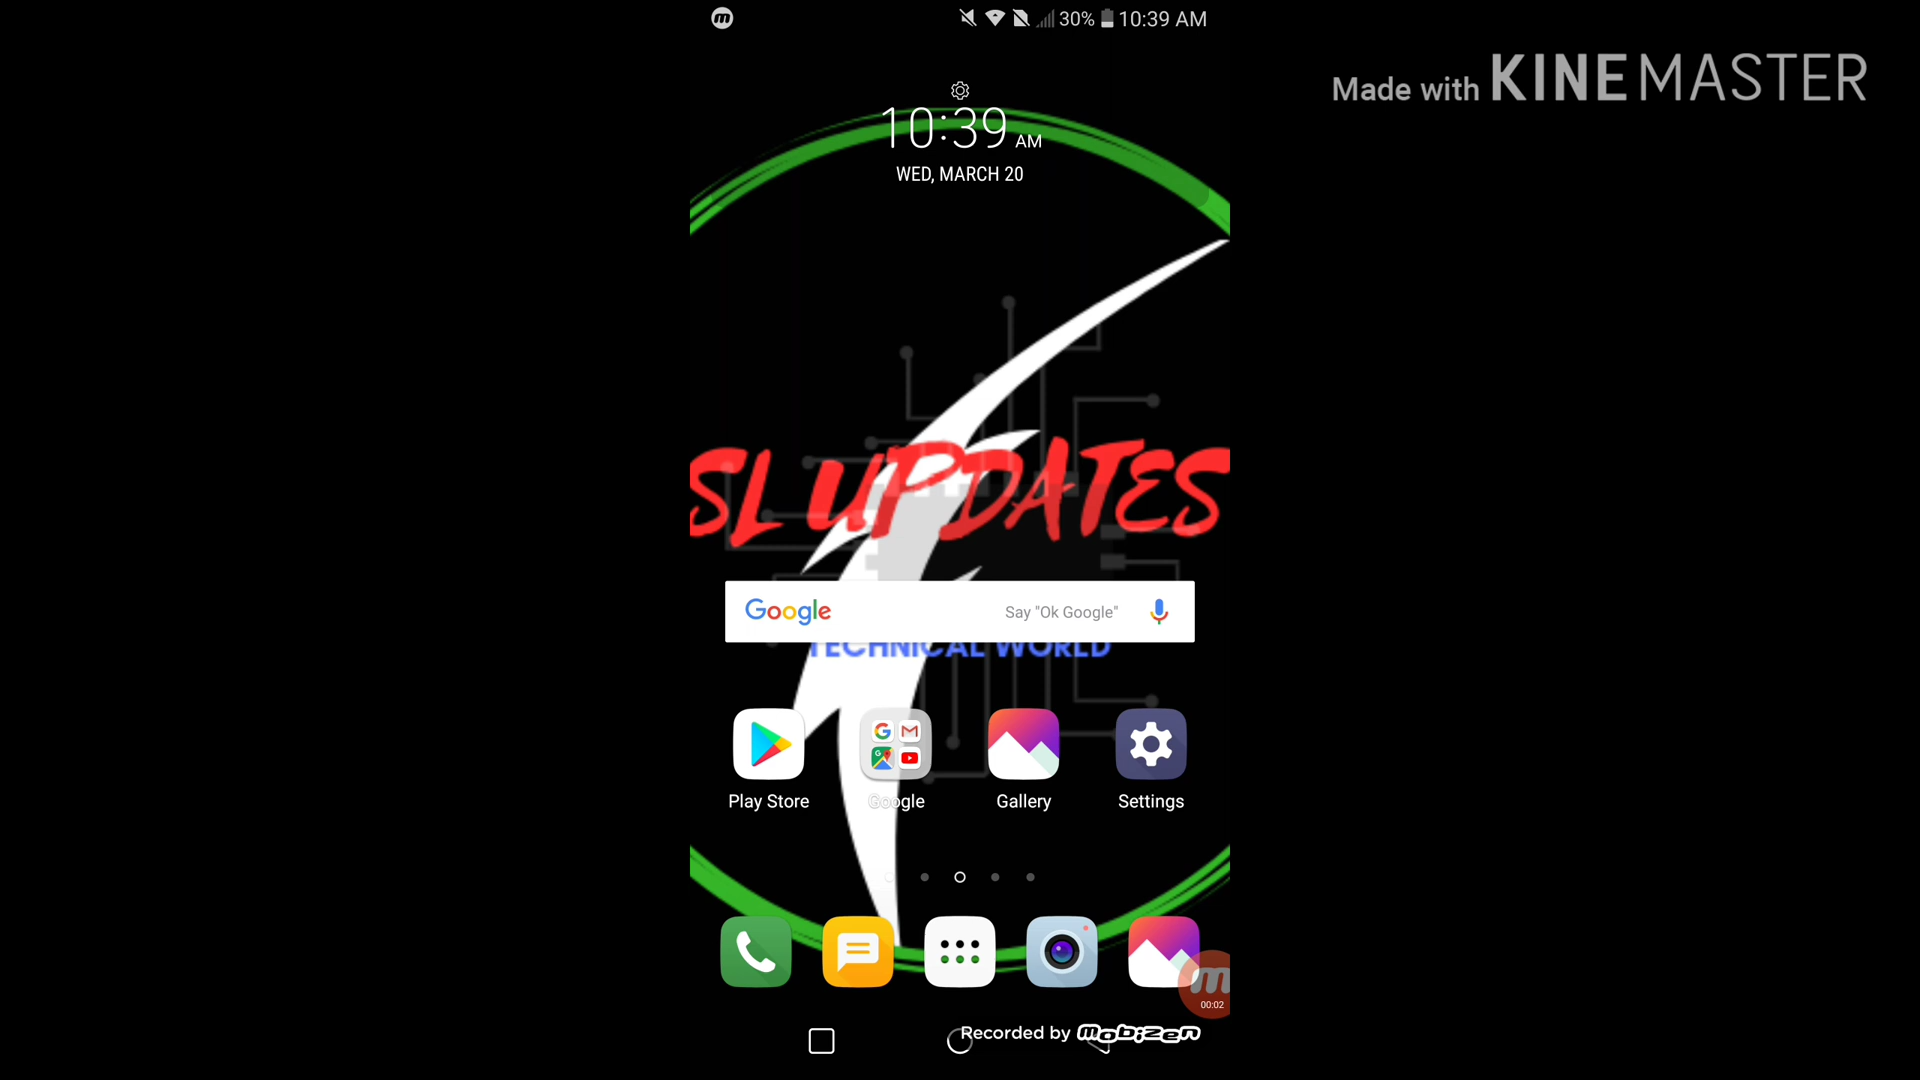 30% 10:39 AM
Made with KINEMASTER
10:39 AM
WED, MARCH 20
SL UPDATES
Google Say "Ok Google"
TECHNICAL WORLD
Play Store Google Gallery Settings
00:02
Recorded by mobizen